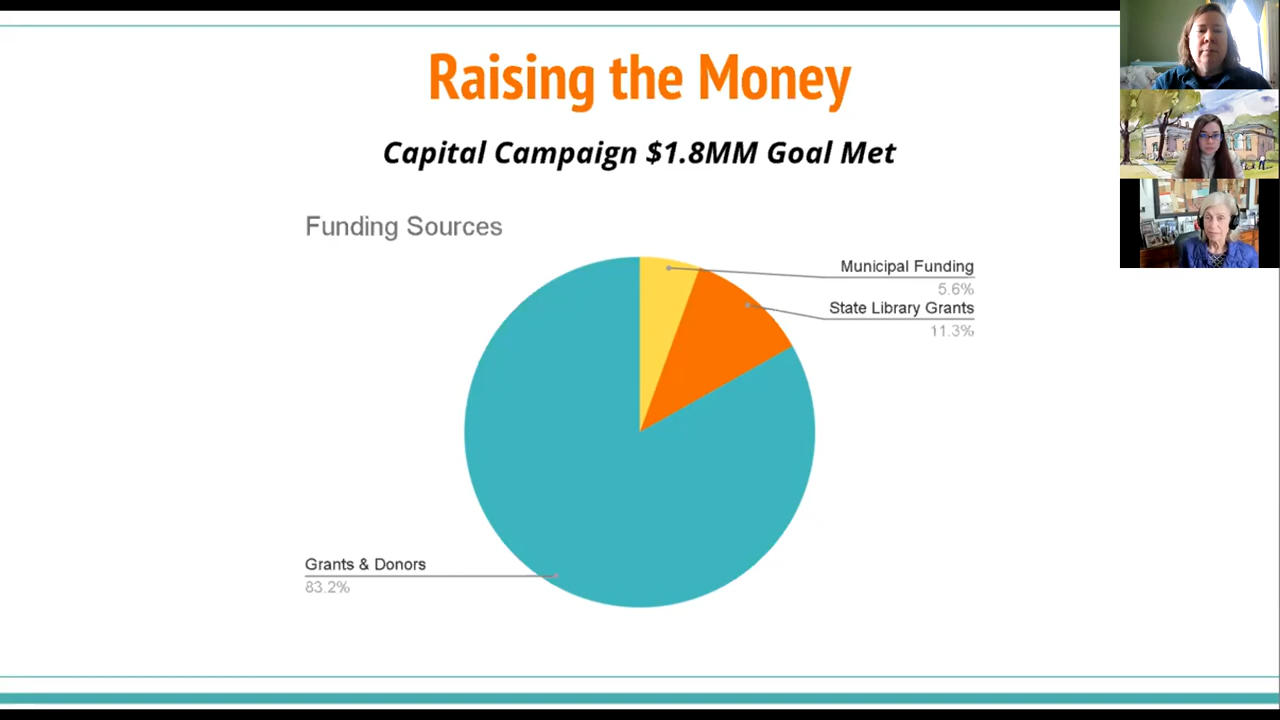 Raising the Money
Capital Campaign $1.8MM Goal Met
Funding Sources
Municipal Funding
5.6%
State Library Grants
11.3%
Grants & Donors
83.2%